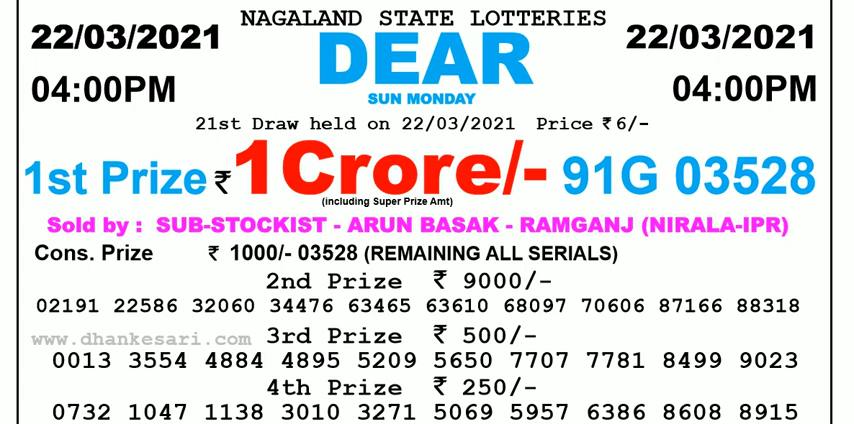 NAGALAND STATE LOTTERIES
22/03/2021 DEAR 22/03/2021
04:00PM SUN MONDAY 04:00PM
21st Draw held on 22/03/2021 Price ₹ 6/-
1st Prize ₹ 1Crore/- 91G 03528
(including Super Prize Amt)
Sold by : SUB-STOCKIST - ARUN BASAK - RAMGANJ (NIRALA-IPR)
Cons. Prize ₹ 1000/- 03528 (REMAINING ALL SERIALS)
2nd Prize ₹ 9000/-
02191 22586 32060 34476 63465 63610 68097 70606 87166 88318
www.dhankesari.com 3rd Prize ₹ 500/-
0013 3554 4884 4895 5209 5650 7707 7781 8499 9023
4th Prize ₹ 250/-
0732 1047 1138 3010 3271 5069 5957 6386 8608 8915